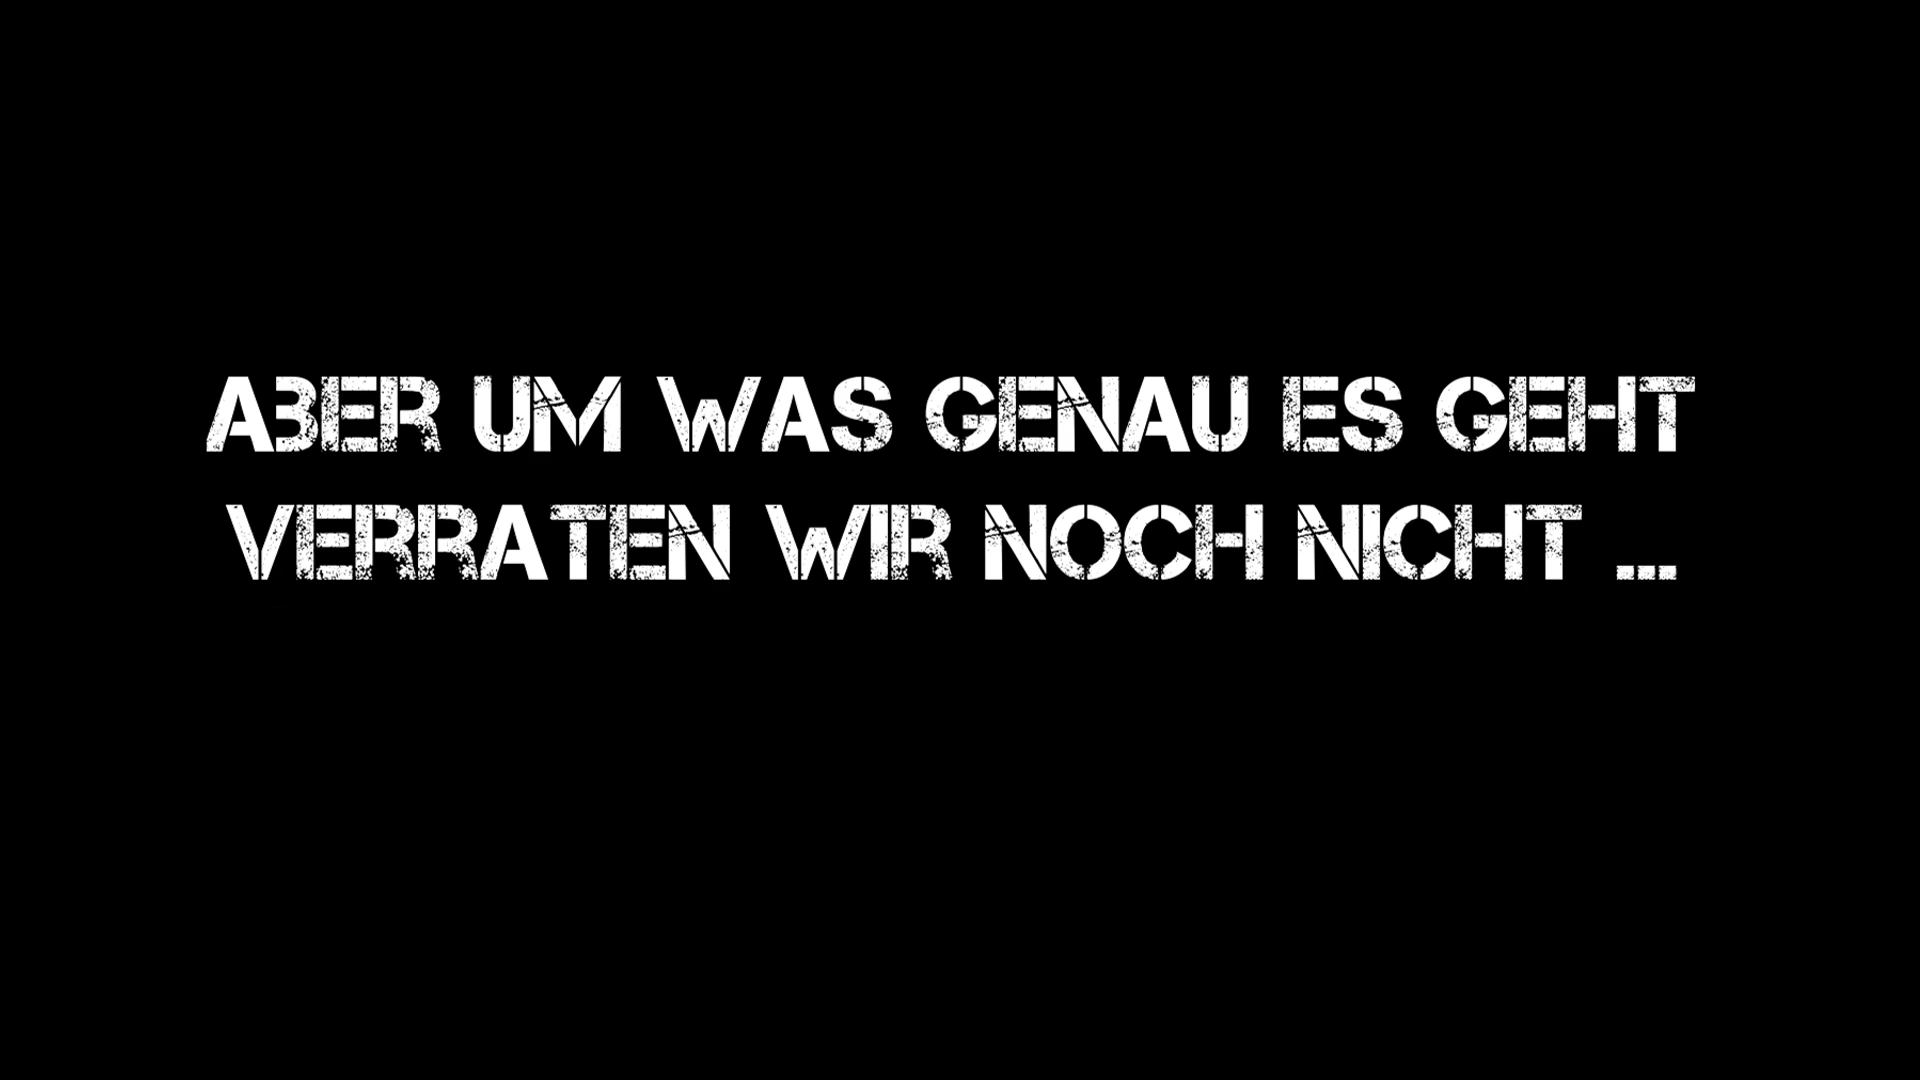 ABER UM WAS GENAU ES GEHT
VERRATEN WIR NOCH NICHT ...